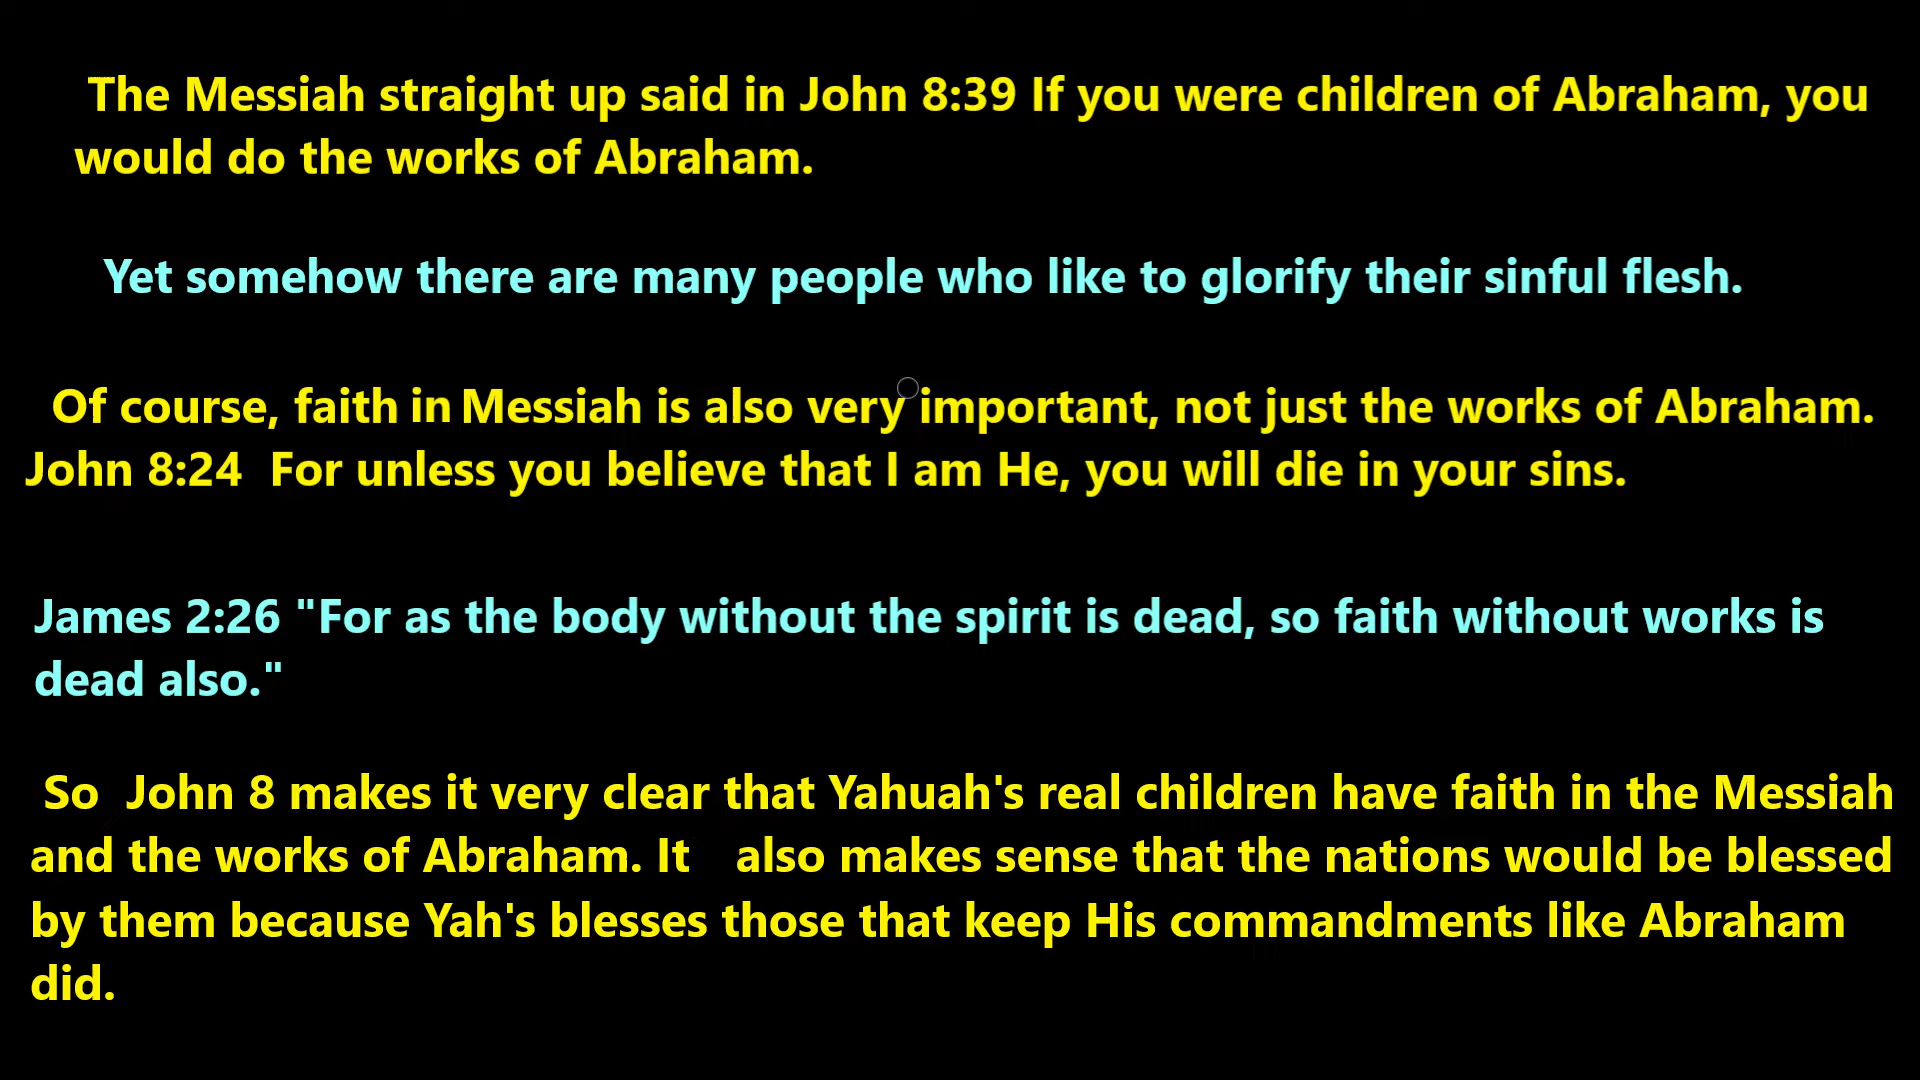 The Messiah straight up said in John 8:39 If you were children of Abraham, you
would do the works of Abraham.
Yet somehow there are many people who like to glorify their sinful flesh.
Of course, faith in Messiah is also very important, not just the works of Abraham.
John 8:24 For unless you believe that I am He, you will die in your sins.
James 2:26 "For as the body without the spirit is dead, so faith without works is
dead also."
So John 8 makes it very clear that Yahuah's real children have faith in the Messiah
and the works of Abraham. It also makes sense that the nations would be blessed
by them because Yah's blesses those that keep His commandments like Abraham
did.